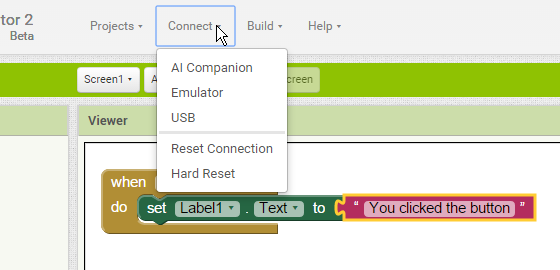 tor 2
Beta
Projects
Connect
Build
Help
Screen1
A
creen
AI Companion
Emulator
USB
Reset Connection
Hard Reset
Viewer
when
do set Label1 . Text to “ You clicked the button ”